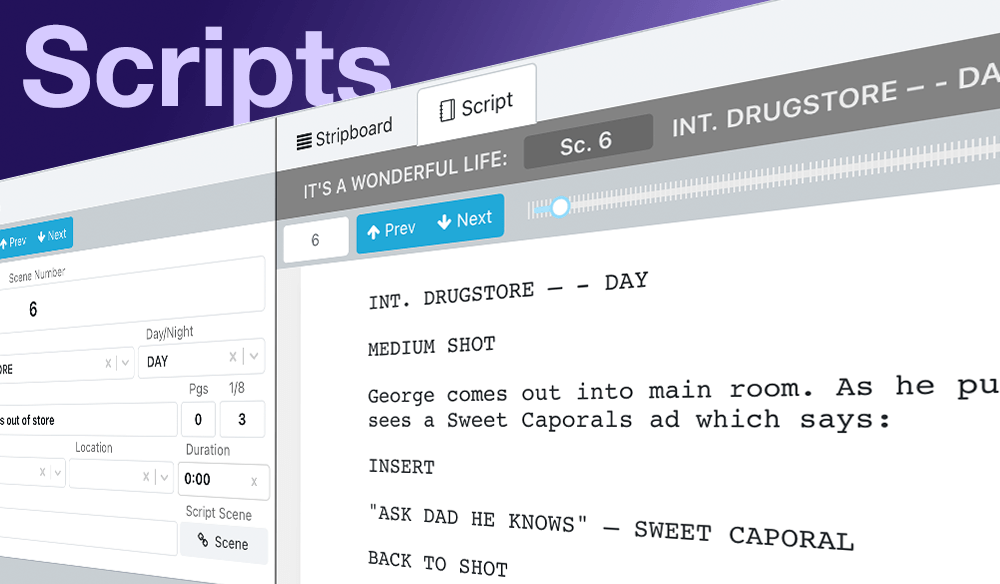 Scripts
Stripboard
Script
IT'S A WONDERFUL LIFE:
Sc. 6
INT. DRUGSTORE — - DA
6
Prev
Next
Prev
Next
Scene Number
6
Day/Night
ORE
x
DAY
x
Pgs
1/8
s out of store
0
3
Location
Duration
x
x
0:00
x
Script Scene
Scene
INT. DRUGSTORE — - DAY
MEDIUM SHOT
George comes out into main room. As he pu
sees a Sweet Caporals ad which says:
INSERT
"ASK DAD HE KNOWS" — SWEET CAPORAL
BACK TO SHOT